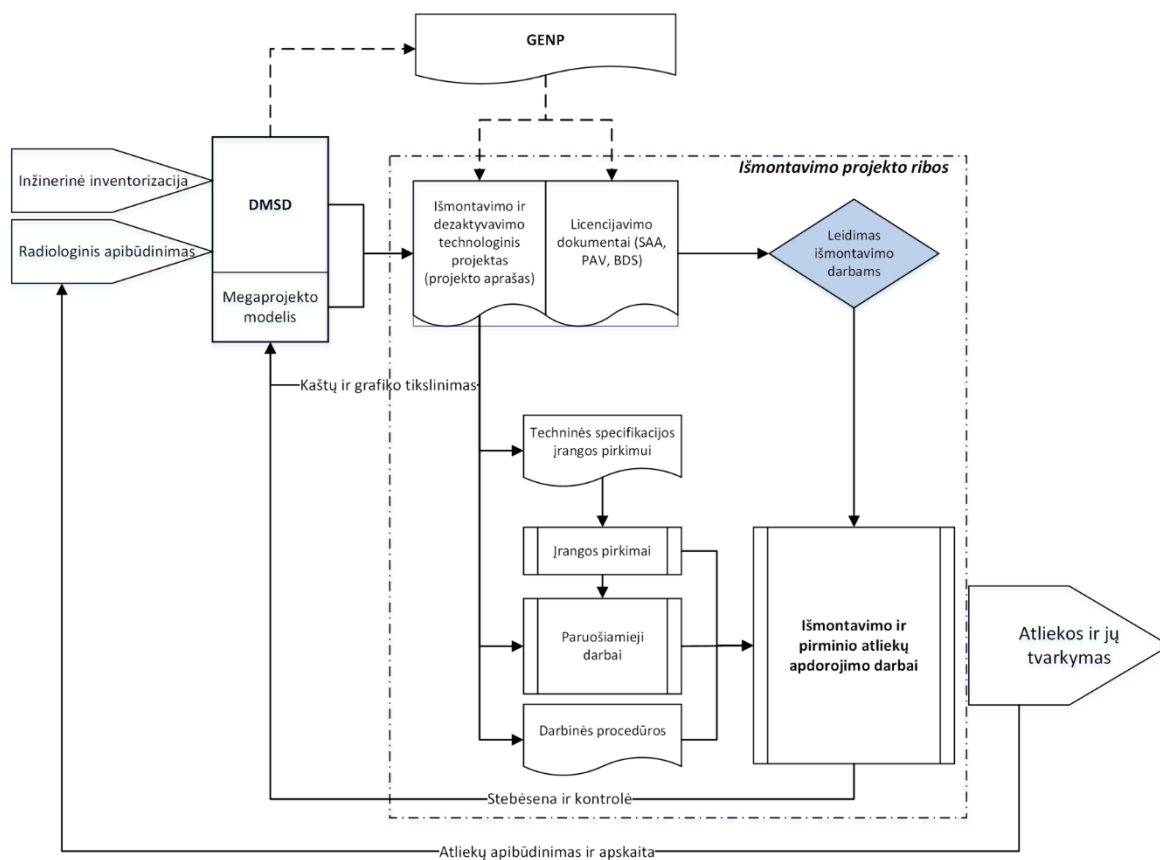 GENP
Išmontavimo projekto ribos
Inžinerinė inventorizacija
Radiologinis apibūdinimas
DMSD
Megaprojekto
modelis
Išmontavimo ir
dezaktyvavimo
technologinis
projektas
(projekto aprašas)
Licencijavimo
dokumentai (SAA,
PAV, BDS)
Leidimas
išmontavimo
darbams
Kaštų ir grafiko tikslinimas
Techninės specifikacijos
įrangos pirkimui
Įrangos pirkimai
Paruošiamieji
darbai
Darbinės procedūros
Išmontavimo ir
pirminio atliekų
apdorojimo darbai
Atliekos ir jų
tvarkymas
Stebėsena ir kontrolė
Atliekų apibūdinimas ir apskaita